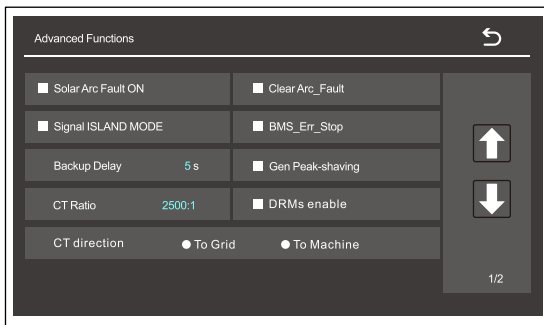 Advanced Functions
Solar Arc Fault ON
Clear Arc_Fault
Signal ISLAND MODE
BMS_Err_Stop
Backup Delay 5 s
Gen Peak-shaving
CT Ratio 2500:1
DRMs enable
CT direction To Grid To Machine
1/2